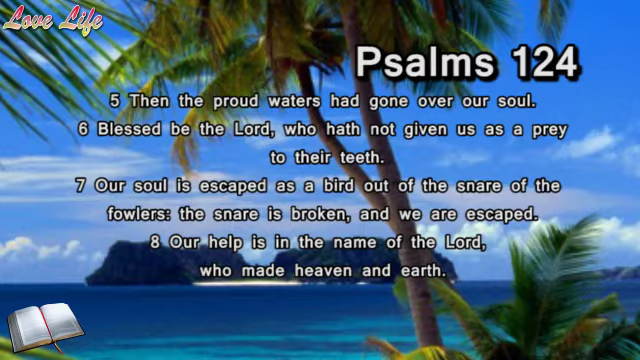 Love Life
Psalms 124
5 Then the proud waters had gone over our soul.
6 Blessed be the Lord, who hath not given us as a prey
to their teeth.
7 Our soul is escaped as a bird out of the snare of the
fowlers: the snare is broken, and we are escaped.
8 Our help is in the name of the Lord,
who made heaven and earth.